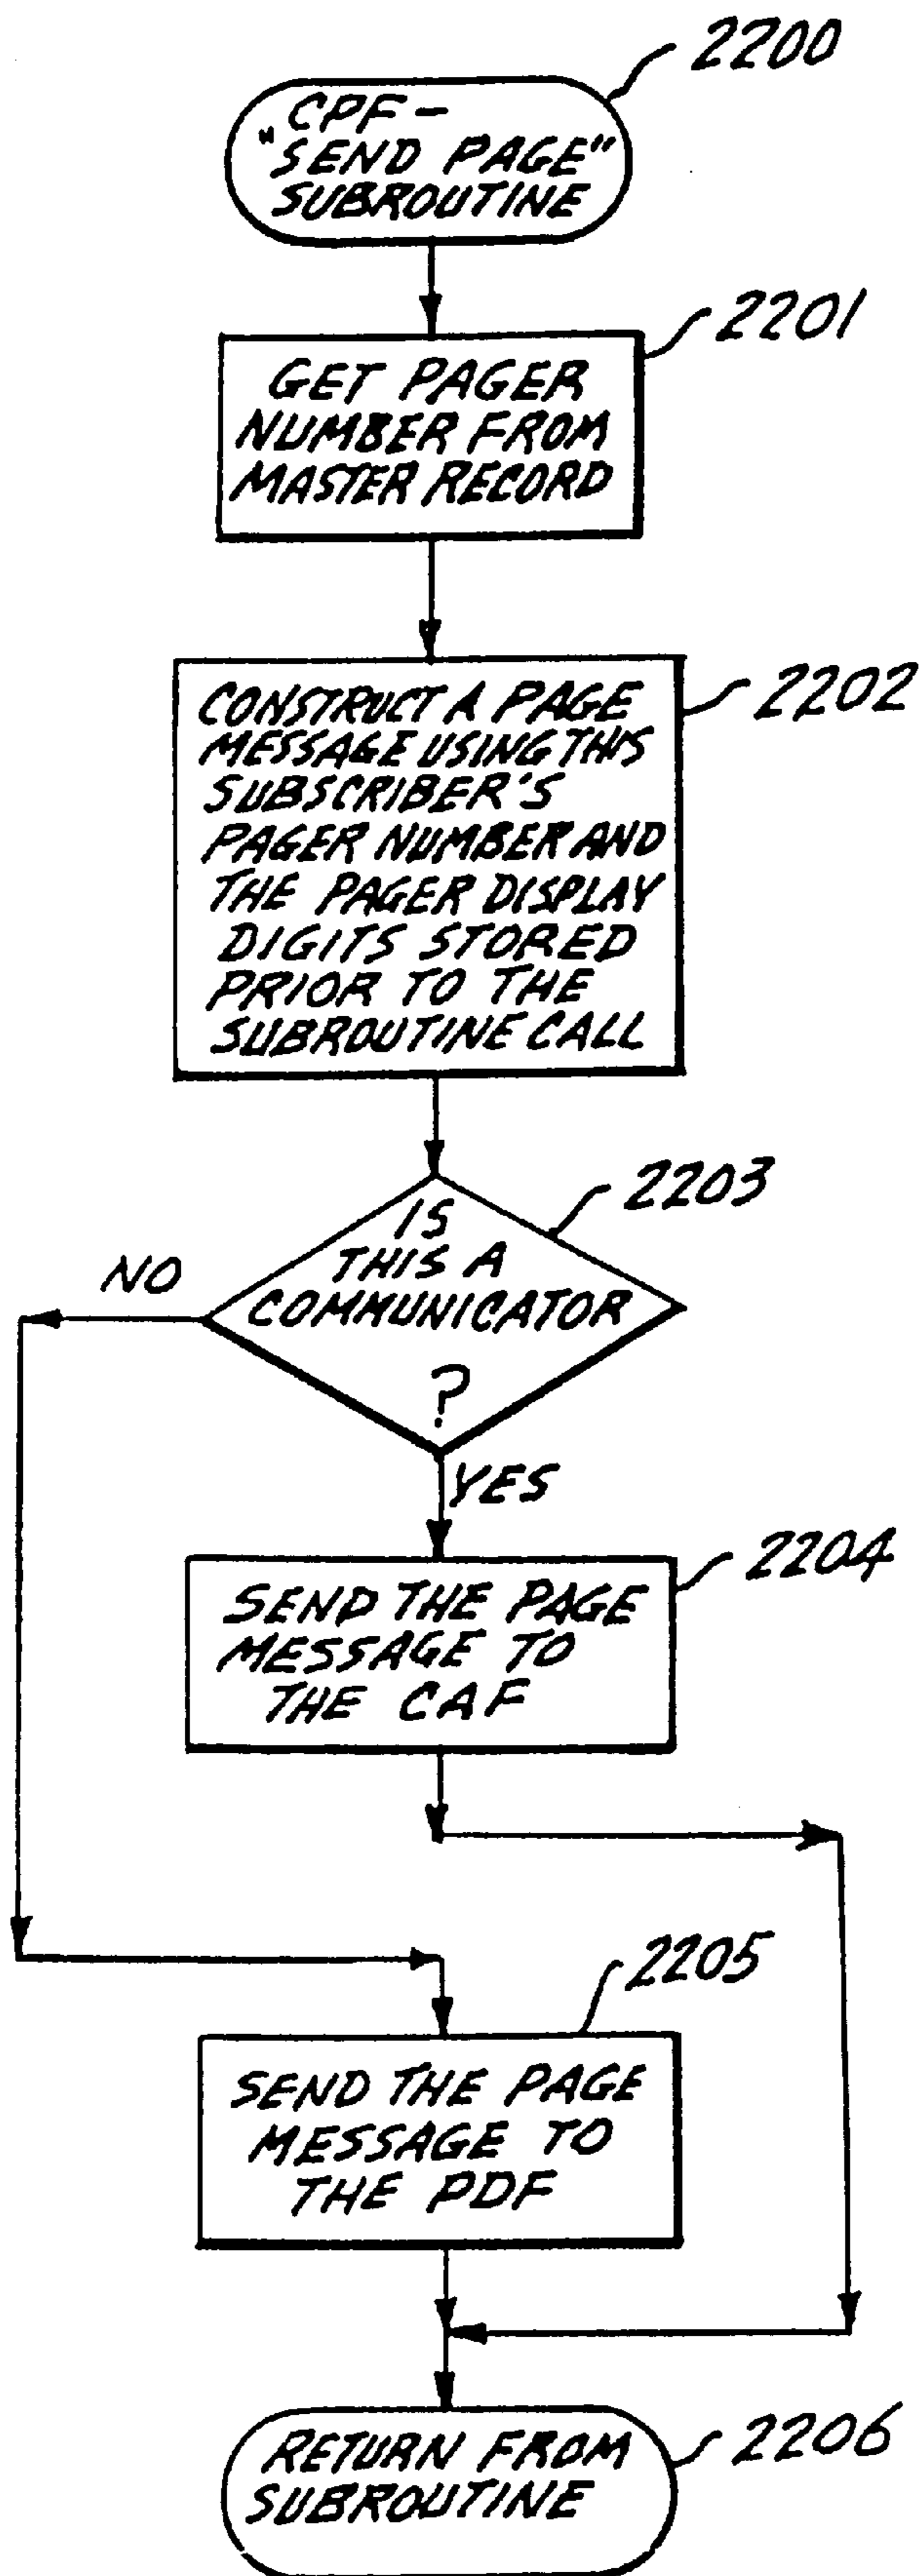 2200
CPF -
"SEND PAGE"
SUBROUTINE
2201
GET PAGER
NUMBER FROM
MASTER RECORD
2202
CONSTRUCT A PAGE
MESSAGE USING THIS
SUBSCRIBER'S
PAGER NUMBER AND
THE PAGER DISPLAY
DIGITS STORED
PRIOR TO THE
SUBROUTINE CALL
2203
IS
THIS A
COMMUNICATOR
?
NO
YES
2204
SEND THE PAGE
MESSAGE TO
THE CAF
2205
SEND THE PAGE
MESSAGE TO
THE PDF
2206
RETURN FROM
SUBROUTINE